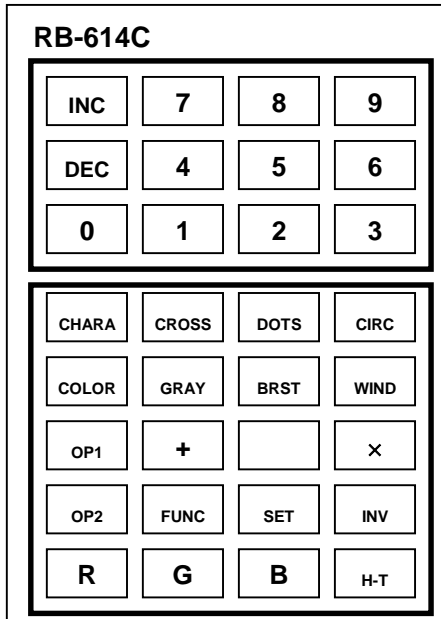 RB-614C
INC 7 8 9
DEC 4 5 6
0 1 2 3
CHARA CROSS DOTS CIRC
COLOR GRAY BRST WIND
OP1 + ×
OP2 FUNC SET INV
R G B H-T